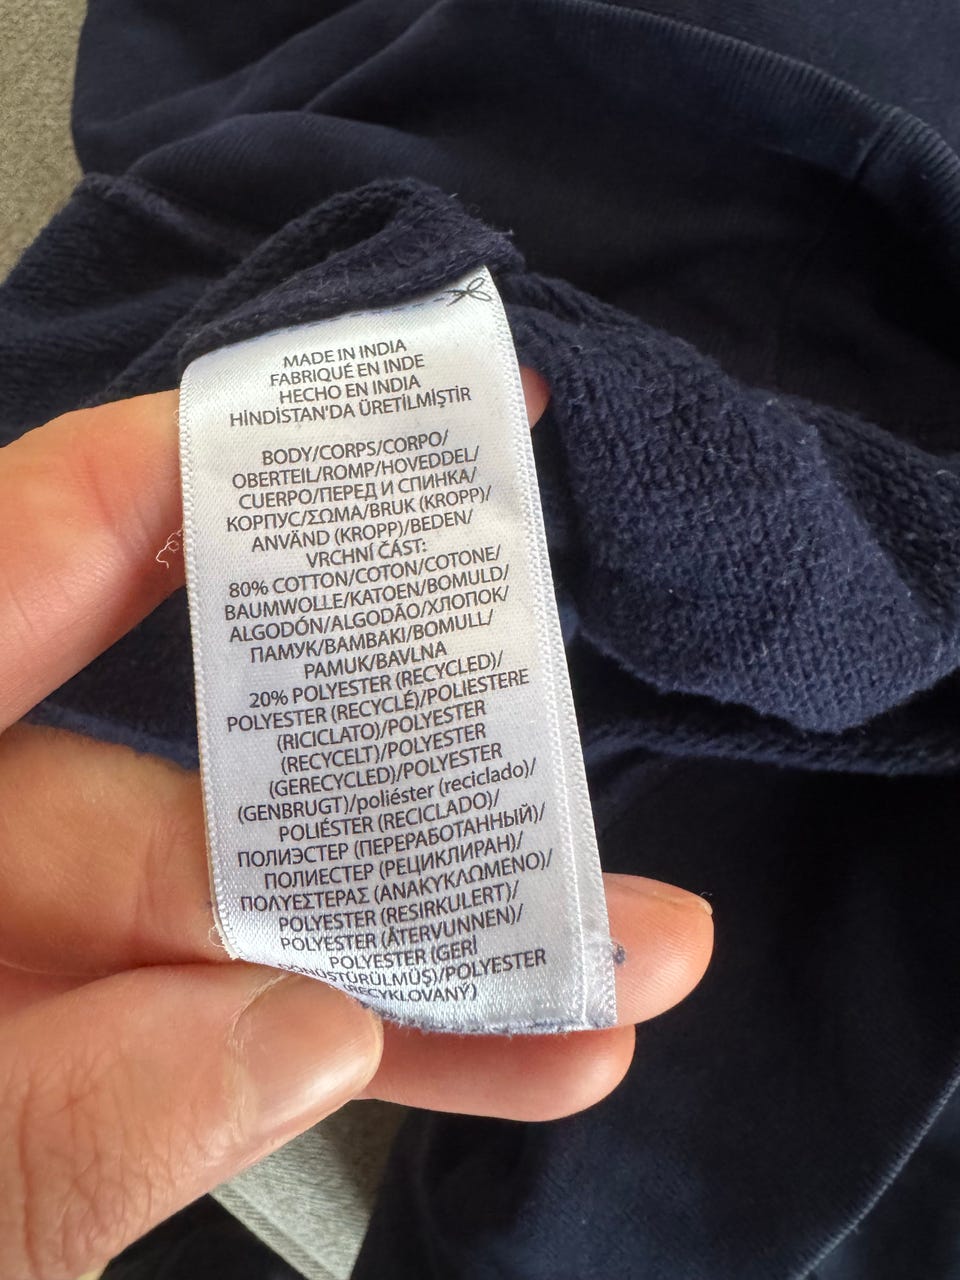 MADE IN INDIA
FABRIQUÉ EN INDE
HECHO EN INDIA
HİNDİSTAN'DA ÜRETİLMİŞTİR
BODY/CORPS/CORPO/
OBERTEIL/ROMP/HOVEDDEL/
CUERPO/ПЕРЕД И СПИНКА/
КОРПУС/ΣΩΜΑ/BRUK (KROPP)/
ANVÄND (KROPP)/BEDEN/
VRCHNÍ ČÁST:
80% COTTON/COTON/COTONE/
BAUMWOLLE/KATOEN/BOMULD/
ALGODÓN/ALGODÃO/ХЛОПОК/
ПАМУК/ΒΑΜΒΑΚΙ/BOMULL/
PAMUK/BAVLNA
20% POLYESTER (RECYCLED)/
POLYESTER (RECYCLÉ)/POLIESTERE
(RICICLATO)/POLYESTER
(RECYCELT)/POLYESTER
(GERECYCLED)/POLYESTER
(GENBRUGT)/poliéster (reciclado)/
POLIÉSTER (RECICLADO)/
ПОЛИЭСТЕР (ПЕРЕРАБОТАННЫЙ)/
ПОЛИЕСТЕР (РЕЦИКЛИРАН)/
ΠΟΛΥΕΣΤΕΡΑΣ (ΑΝΑΚΥΚΛΩΜΕΝΟ)/
POLYESTER (RESIRKULERT)/
POLYESTER (ÅTERVUNNEN)/
POLYESTER (GERİ
DÖNÜŞTÜRÜLMÜŞ)/POLYESTER
(RECYKLOVANÝ)